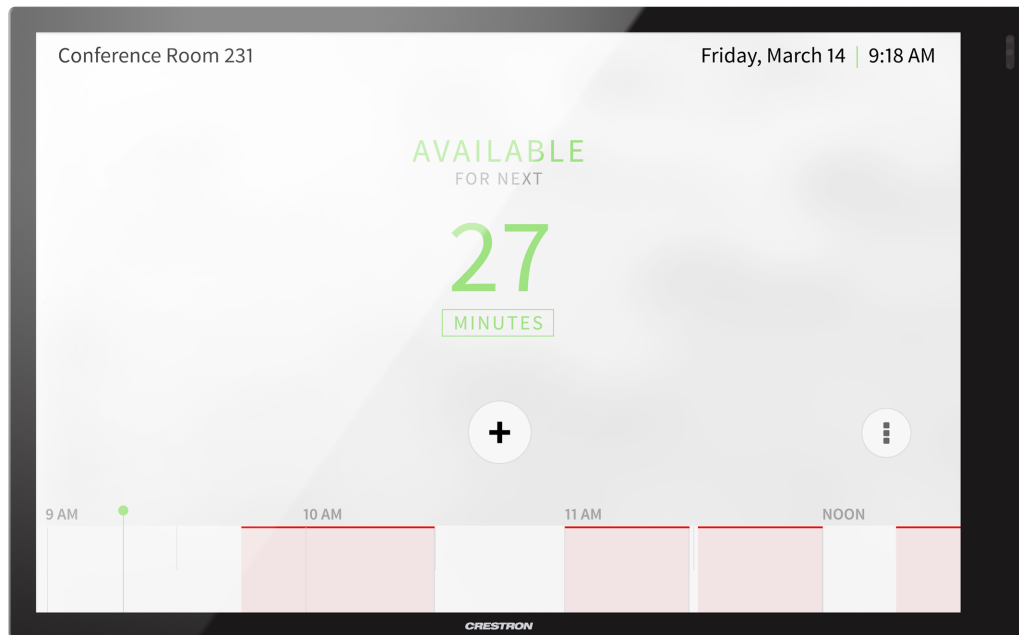 Conference Room 231
Friday, March 14 | 9:18 AM
AVAILABLE
FOR NEXT
27
MINUTES
9 AM
10 AM
11 AM
NOON
CRESTRON